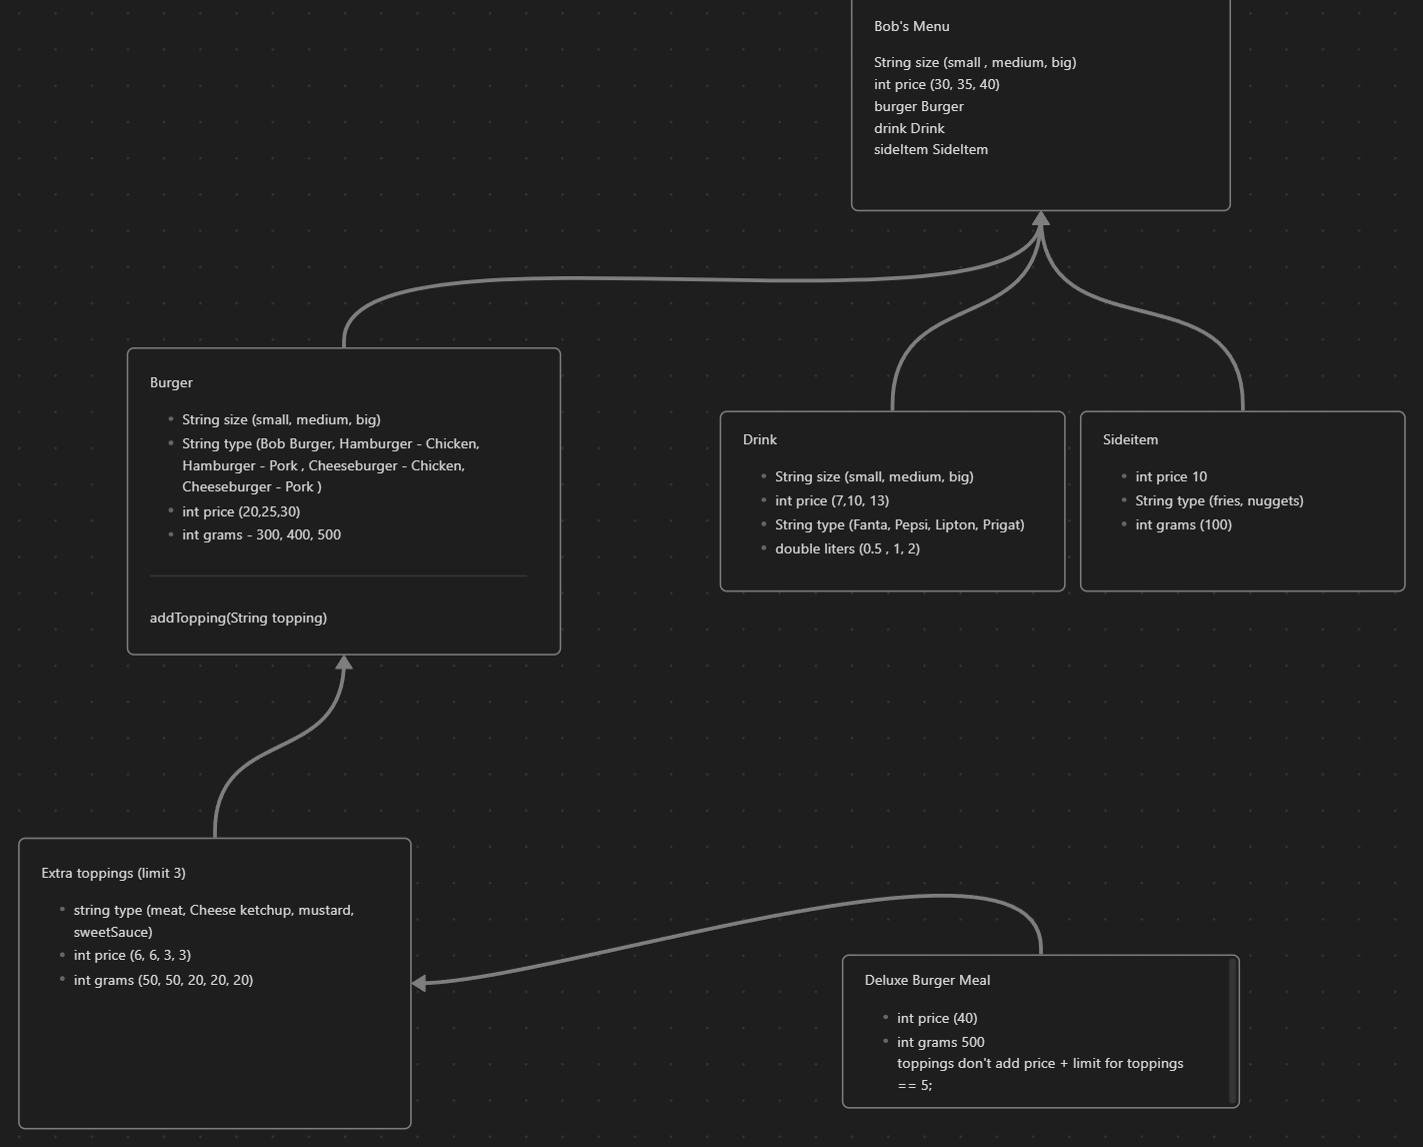 Bob's Menu
String size (small , medium, big)
int price (30, 35, 40)
burger Burger
drink Drink
sideItem SideItem
Burger
String size (small, medium, big)
String type (Bob Burger, Hamburger - Chicken,
Hamburger - Pork , Cheeseburger - Chicken,
Cheeseburger - Pork )
int price (20,25,30)
int grams - 300, 400, 500
addTopping(String topping)
Drink
String size (small, medium, big)
int price (7,10, 13)
String type (Fanta, Pepsi, Lipton, Prigat)
double liters (0.5 , 1, 2)
Sideitem
int price 10
String type (fries, nuggets)
int grams (100)
Extra toppings (limit 3)
string type (meat, Cheese ketchup, mustard,
sweetSauce)
int price (6, 6, 3, 3)
int grams (50, 50, 20, 20, 20)
Deluxe Burger Meal
int price (40)
int grams 500
toppings don't add price + limit for toppings
== 5;